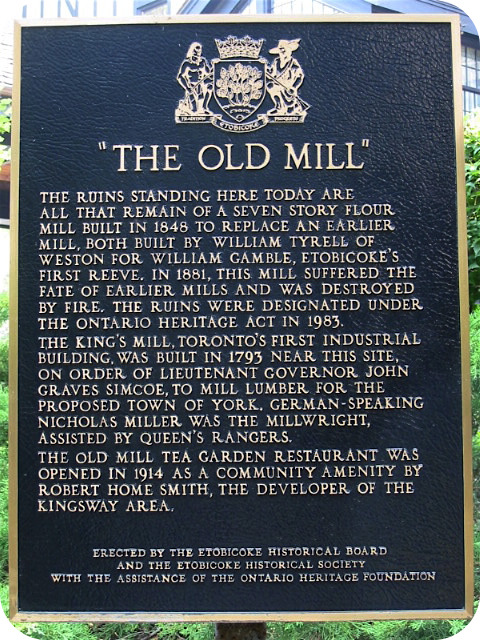 TRADITION PROGRESS
ETOBICOKE
"THE OLD MILL"
THE RUINS STANDING HERE TODAY ARE
ALL THAT REMAIN OF A SEVEN STORY FLOUR
MILL BUILT IN 1848 TO REPLACE AN EARLIER
MILL, BOTH BUILT BY WILLIAM TYRELL OF
WESTON FOR WILLIAM GAMBLE, ETOBICOKE'S
FIRST REEVE. IN 1881, THIS MILL SUFFERED THE
FATE OF EARLIER MILLS AND WAS DESTROYED
BY FIRE. THE RUINS WERE DESIGNATED UNDER
THE ONTARIO HERITAGE ACT IN 1983.
THE KING'S MILL, TORONTO'S FIRST INDUSTRIAL
BUILDING, WAS BUILT IN 1793 NEAR THIS SITE,
ON ORDER OF LIEUTENANT GOVERNOR JOHN
GRAVES SIMCOE, TO MILL LUMBER FOR THE
PROPOSED TOWN OF YORK. GERMAN-SPEAKING
NICHOLAS MILLER WAS THE MILLWRIGHT,
ASSISTED BY QUEEN'S RANGERS.
THE OLD MILL TEA GARDEN RESTAURANT WAS
OPENED IN 1914 AS A COMMUNITY AMENITY BY
ROBERT HOME SMITH, THE DEVELOPER OF THE
KINGSWAY AREA.
ERECTED BY THE ETOBICOKE HISTORICAL BOARD
AND THE ETOBICOKE HISTORICAL SOCIETY
WITH THE ASSISTANCE OF THE ONTARIO HERITAGE FOUNDATION